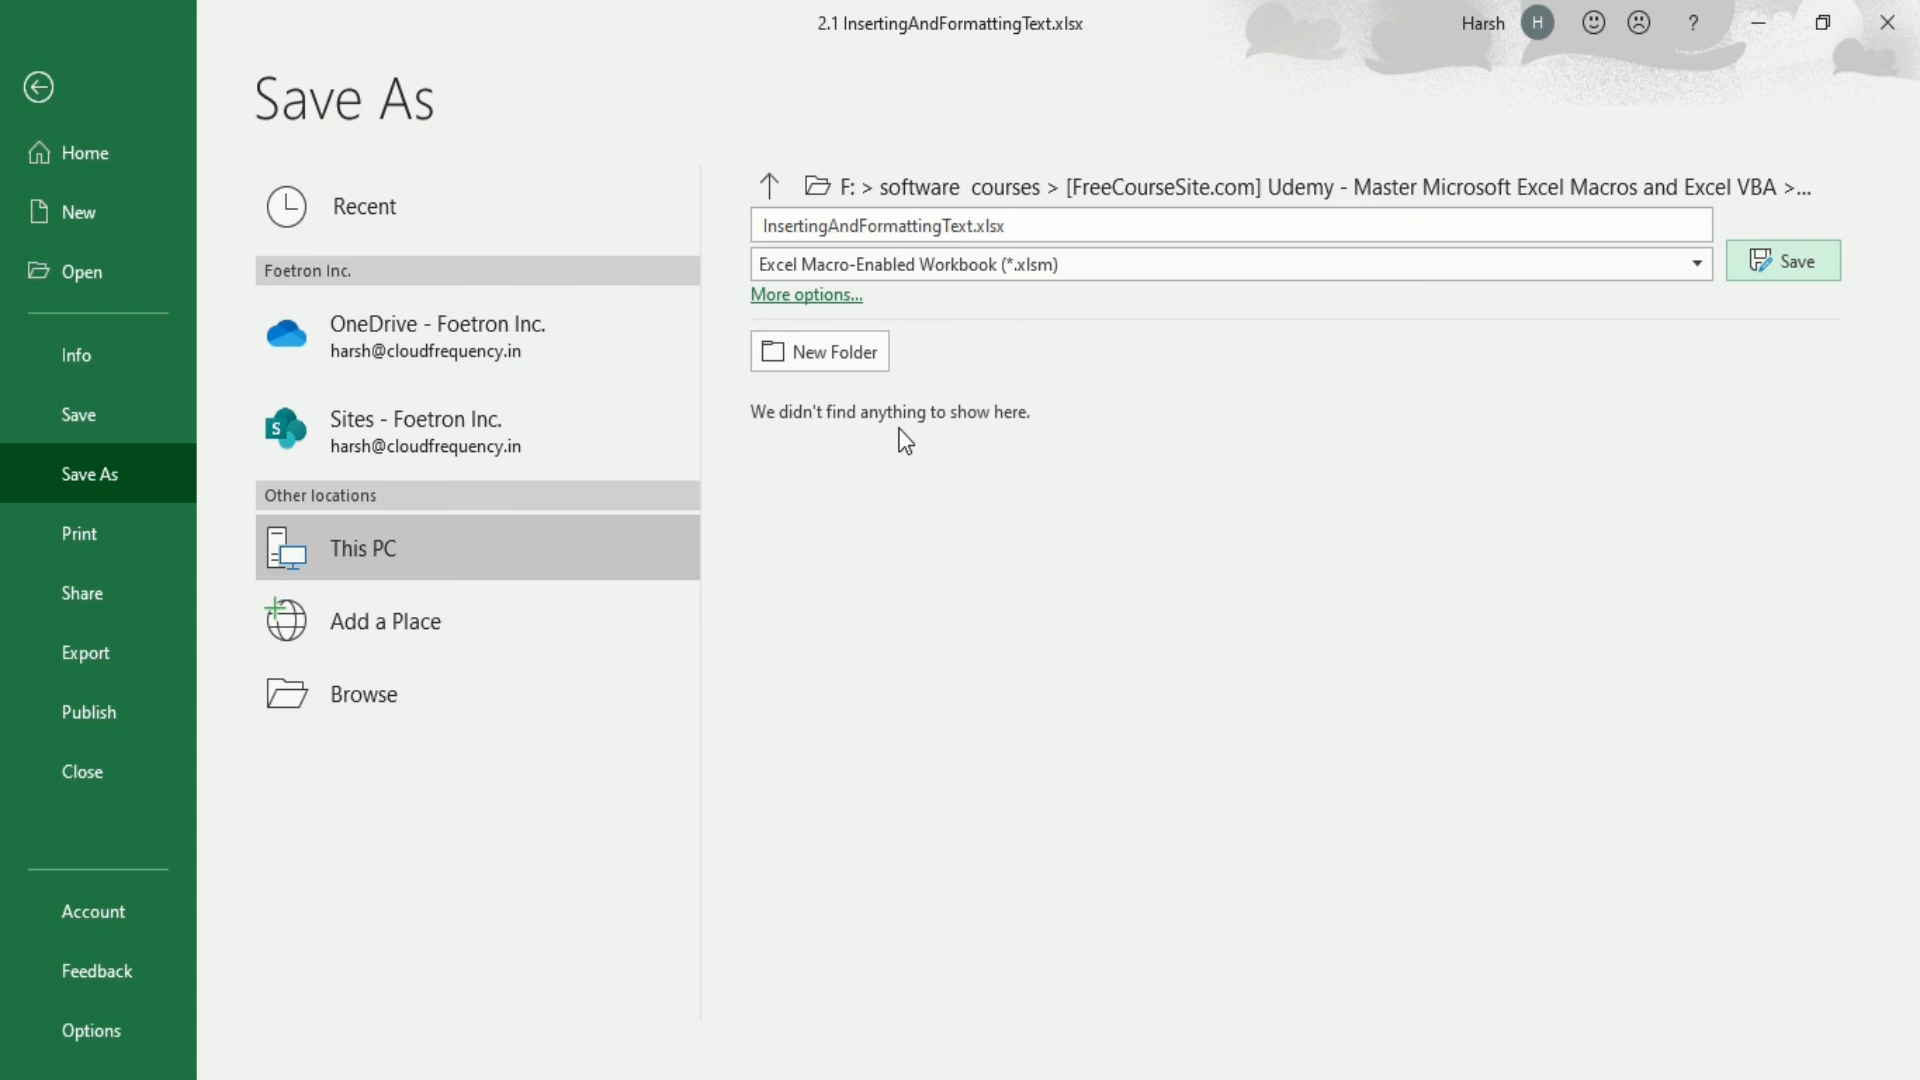 2.1 InsertingAndFormattingText.xlsx
Harsh
H
?
Save As
Home
New
Open
Info
Save
Save As
Print
Share
Export
Publish
Close
Account
Feedback
Options
Recent
Foetron Inc.
OneDrive - Foetron Inc.
harsh@cloudfrequency.in
S
Sites - Foetron Inc.
harsh@cloudfrequency.in
Other locations
This PC
Add a Place
Browse
F: > software courses > [FreeCourseSite.com] Udemy - Master Microsoft Excel Macros and Excel VBA >...
InsertingAndFormattingText.xlsx
Excel Macro-Enabled Workbook (*.xlsm)
Save
More options...
New Folder
We didn't find anything to show here.